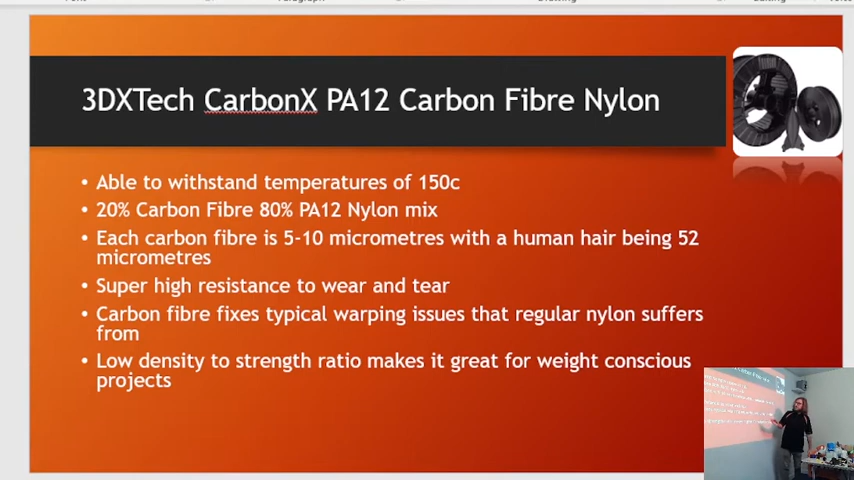 3DXTech CarbonX PA12 Carbon Fibre Nylon
• Able to withstand temperatures of 150c
• 20% Carbon Fibre 80% PA12 Nylon mix
• Each carbon fibre is 5-10 micrometres with a human hair being 52
micrometres
• Super high resistance to wear and tear
• Carbon fibre fixes typical warping issues that regular nylon suffers
from
• Low density to strength ratio makes it great for weight conscious
projects